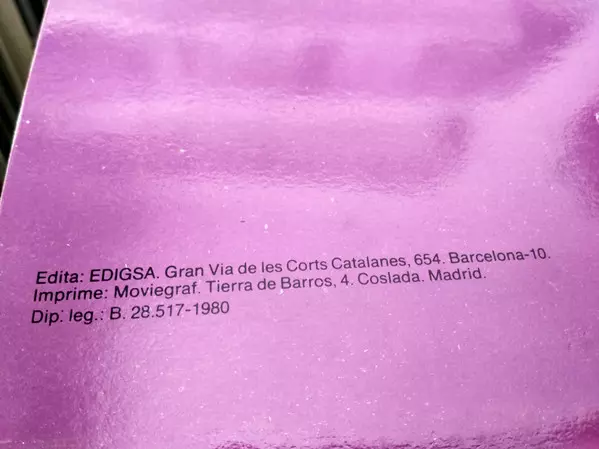 Edita: EDIGSA. Gran Via de les Corts Catalanes, 654. Barcelona-10.
Imprime: Moviegraf. Tierra de Barros, 4. Coslada. Madrid.
Dip. leg.: B. 28.517-1980